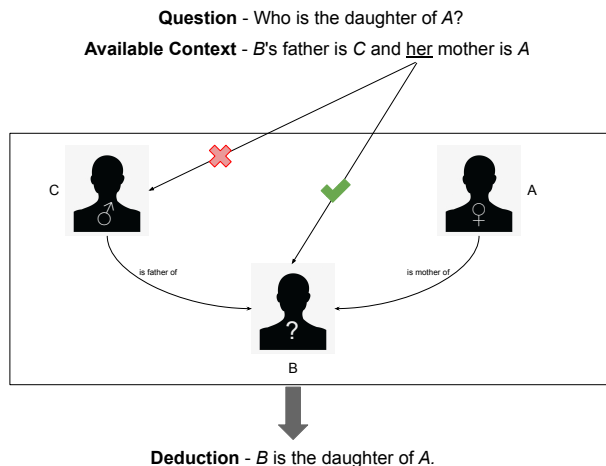 Question - Who is the daughter of A?
Available Context - B's father is C and her mother is A
C
A
is father of
is mother of
?
B
Deduction - B is the daughter of A.